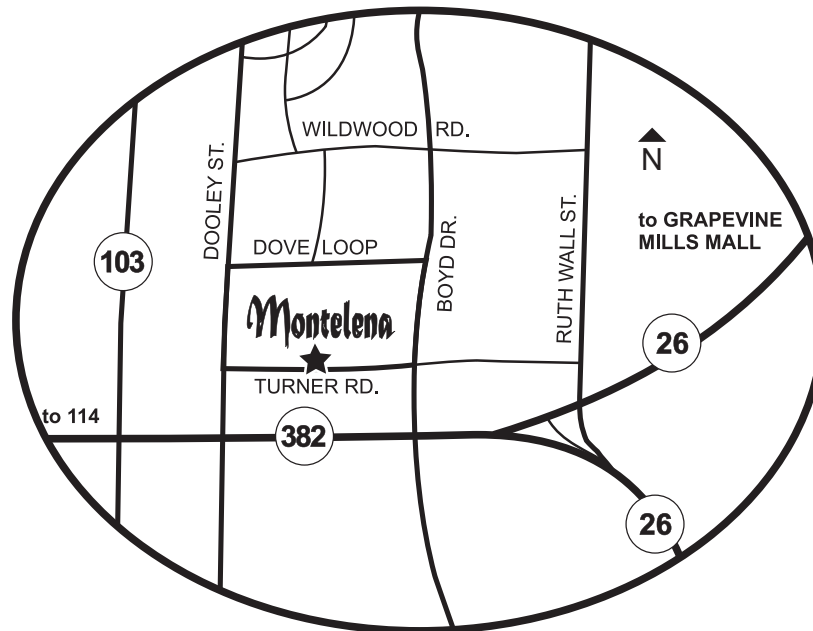 WILDWOOD RD.
DOOLEY ST.
N
to GRAPEVINE
MILLS MALL
103
DOVE LOOP
BOYD DR.
RUTH WALL ST.
Montelena
26
TURNER RD.
to 114
382
26